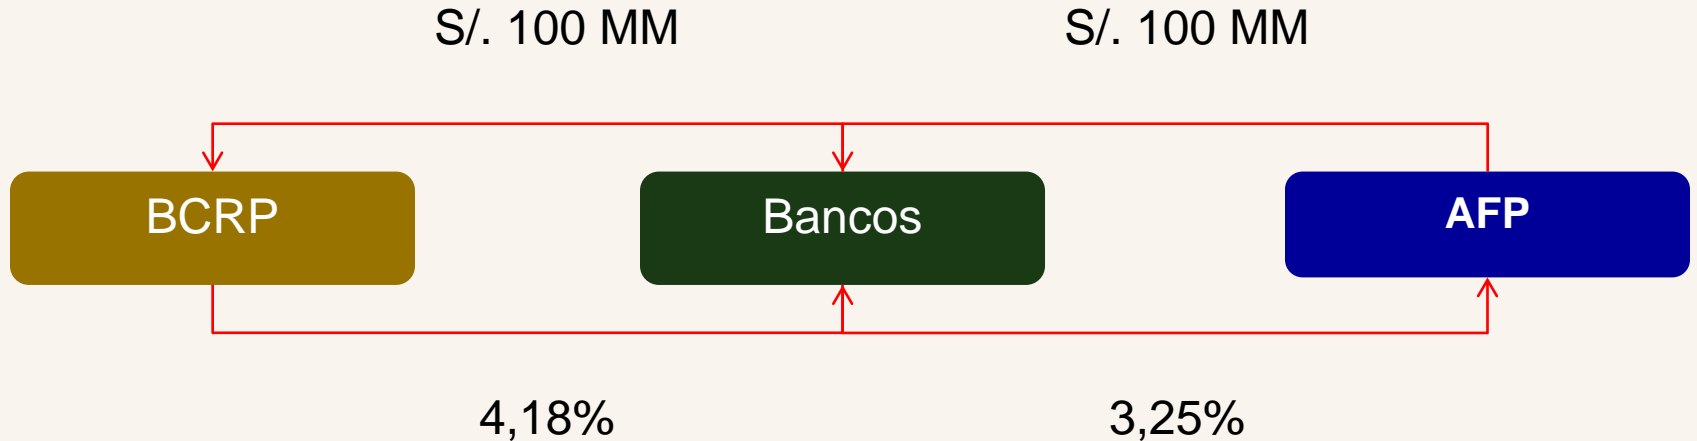 S/. 100 MM
S/. 100 MM
BCRP
Bancos
AFP
4,18%
3,25%